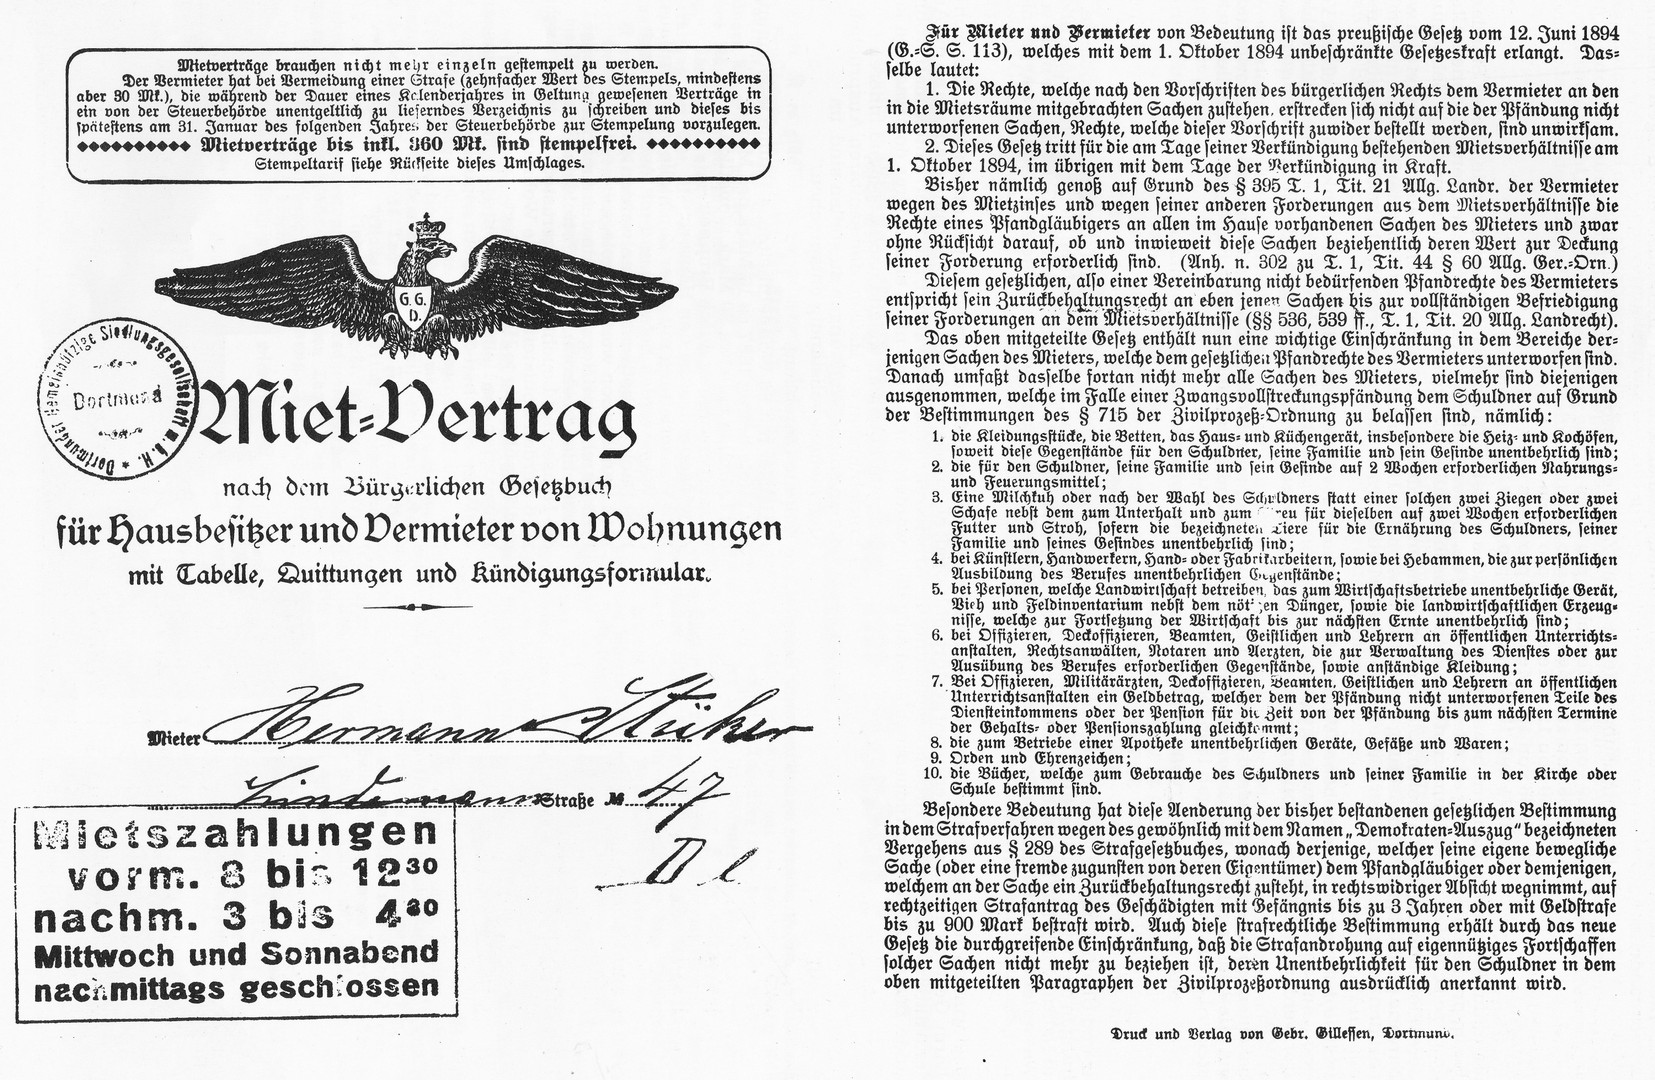 Mietverträge brauchen nicht mehr einzeln gestempelt zu werden.
Der Vermieter hat bei Vermeidung einer Strafe (zehnfacher Wert des Stempels, mindestens
aber 30 Mk.), die während der Dauer eines Kalenderjahres in Geltung gewesenen Verträge in
ein von der Steuerbehörde unentgeltlich zu lieferndes Verzeichnis zu schreiben und dieses bis
spätestens am 31. Januar des folgenden Jahres der Steuerbehörde zur Stempelung vorzulegen.
Mietverträge bis inkl. 360 Mk. sind stempelfrei.
Stempeltarif siehe Rückseite dieses Umschlages.
G. G.
D.
Dortmunder Gemeinnützige Siedlungsgesellschaft m. b. H.
Dortmund
Miet-Vertrag
nach dem Bürgerlichen Gesetzbuch
für Hausbesitzer und Vermieter von Wohnungen
mit Tabelle, Quittungen und Kündigungsformular.
Mieter Hermann Stüker
Lindemann Straße № 47
II l
Mietszahlungen
vorm. 8 bis 12³⁰
nachm. 3 bis 4³⁰
Mittwoch und Sonnabend
nachmittags geschlossen
Für Mieter und Vermieter von Bedeutung ist das preußische Gesetz vom 12. Juni 1894
(G.-S. S. 113), welches mit dem 1. Oktober 1894 unbeschränkte Gesetzeskraft erlangt. Das-
selbe lautet:
1. Die Rechte, welche nach den Vorschriften des bürgerlichen Rechts dem Vermieter an den
in die Mietsräume mitgebrachten Sachen zustehen, erstrecken sich nicht auf die der Pfändung nicht
unterworfenen Sachen, Rechte, welche dieser Vorschrift zuwider bestellt werden, sind unwirksam.
2. Dieses Gesetz tritt für die am Tage seiner Verkündigung bestehenden Mietsverhältnisse am
1. Oktober 1894, im übrigen mit dem Tage der Verkündigung in Kraft.
Bisher nämlich genoß auf Grund des § 395 T. 1, Tit. 21 Allg. Landr. der Vermieter
wegen des Mietzinses und wegen seiner anderen Forderungen aus dem Mietsverhältnisse die
Rechte eines Pfandgläubigers an allen im Hause vorhandenen Sachen des Mieters und zwar
ohne Rücksicht darauf, ob und inwieweit diese Sachen beziehentlich deren Wert zur Deckung
seiner Forderung erforderlich sind. (Anh. n. 302 zu T. 1, Tit. 44 § 60 Allg. Ger.-Orn.)
Diesem gesetzlichen, also einer Vereinbarung nicht bedürfenden Pfandrechte des Vermieters
entspricht sein Zurückbehaltungsrecht an eben jenen Sachen bis zur vollständigen Befriedigung
seiner Forderungen an dem Mietsverhältnisse (§§ 536, 539 ff., T. 1, Tit. 20 Allg. Landrecht).
Das oben mitgeteilte Gesetz enthält nun eine wichtige Einschränkung in dem Bereiche der-
jenigen Sachen des Mieters, welche dem gesetzlichen Pfandrechte des Vermieters unterworfen sind.
Danach umfaßt dasselbe fortan nicht mehr alle Sachen des Mieters, vielmehr sind diejenigen
ausgenommen, welche im Falle einer Zwangsvollstreckungspfändung dem Schuldner auf Grund
der Bestimmungen des § 715 der Zivilprozeß-Ordnung zu belassen sind, nämlich:
1. die Kleidungsstücke, die Betten, das Haus- und Küchengerät, insbesondere die Heiz- und Kochöfen,
soweit diese Gegenstände für den Schuldner, seine Familie und sein Gesinde unentbehrlich sind;
2. die für den Schuldner, seine Familie und sein Gesinde auf 2 Wochen erforderlichen Nahrungs-
und Feuerungsmittel;
3. Eine Milchkuh oder nach der Wahl des Schuldners statt einer solchen zwei Ziegen oder zwei
Schafe nebst dem zum Unterhalt und zum Streu für dieselben auf zwei Wochen erforderlichen
Futter und Stroh, sofern die bezeichneten Tiere für die Ernährung des Schuldners, seiner
Familie und seines Gesindes unentbehrlich sind;
4. bei Künstlern, Handwerkern, Hand- oder Fabrikarbeitern, sowie bei Hebammen, die zur persönlichen
Ausbildung des Berufes unentbehrlichen Gegenstände;
5. bei Personen, welche Landwirtschaft betreiben, das zum Wirtschaftsbetriebe unentbehrliche Gerät,
Vieh und Feldinventarium nebst dem nötigen Dünger, sowie die landwirtschaftlichen Erzeug-
nisse, welche zur Fortsetzung der Wirtschaft bis zur nächsten Ernte unentbehrlich sind;
6. bei Offizieren, Deckoffizieren, Beamten, Geistlichen und Lehrern an öffentlichen Unterrichts-
anstalten, Rechtsanwälten, Notaren und Aerzten, die zur Verwaltung des Dienstes oder zur
Ausübung des Berufes erforderlichen Gegenstände, sowie anständige Kleidung;
7. Bei Offizieren, Militärärzten, Deckoffizieren, Beamten, Geistlichen und Lehrern an öffentlichen
Unterrichtsanstalten ein Geldbetrag, welcher dem der Pfändung nicht unterworfenen Teile des
Diensteinkommens oder der Pension für die Zeit von der Pfändung bis zum nächsten Termine
der Gehalts- oder Pensionszahlung gleichkommt;
8. die zum Betriebe einer Apotheke unentbehrlichen Geräte, Gefäße und Waren;
9. Orden und Ehrenzeichen;
10. die Bücher, welche zum Gebrauche des Schuldners und seiner Familie in der Kirche oder
Schule bestimmt sind.
Besondere Bedeutung hat diese Aenderung der bisher bestandenen gesetzlichen Bestimmung
in dem Strafverfahren wegen des gewöhnlich mit dem Namen „Demokraten-Auszug" bezeichneten
Vergehens aus § 289 des Strafgesetzbuches, wonach derjenige, welcher seine eigene bewegliche
Sache (oder eine fremde zugunsten von deren Eigentümer) dem Pfandgläubiger oder demjenigen,
welchem an der Sache ein Zurückbehaltungsrecht zusteht, in rechtswidriger Absicht wegnimmt, auf
rechtzeitigen Strafantrag des Geschädigten mit Gefängnis bis zu 3 Jahren oder mit Geldstrafe
bis zu 900 Mark bestraft wird. Auch diese strafrechtliche Bestimmung erhält durch das neue
Gesetz die durchgreifende Einschränkung, daß die Strafandrohung auf eigennütziges Fortschaffen
solcher Sachen nicht mehr zu beziehen ist, deren Unentbehrlichkeit für den Schuldner in dem
oben mitgeteilten Paragraphen der Zivilprozeßordnung ausdrücklich anerkannt wird.
Druck und Verlag von Gebr. Gilleffen, Dortmund.